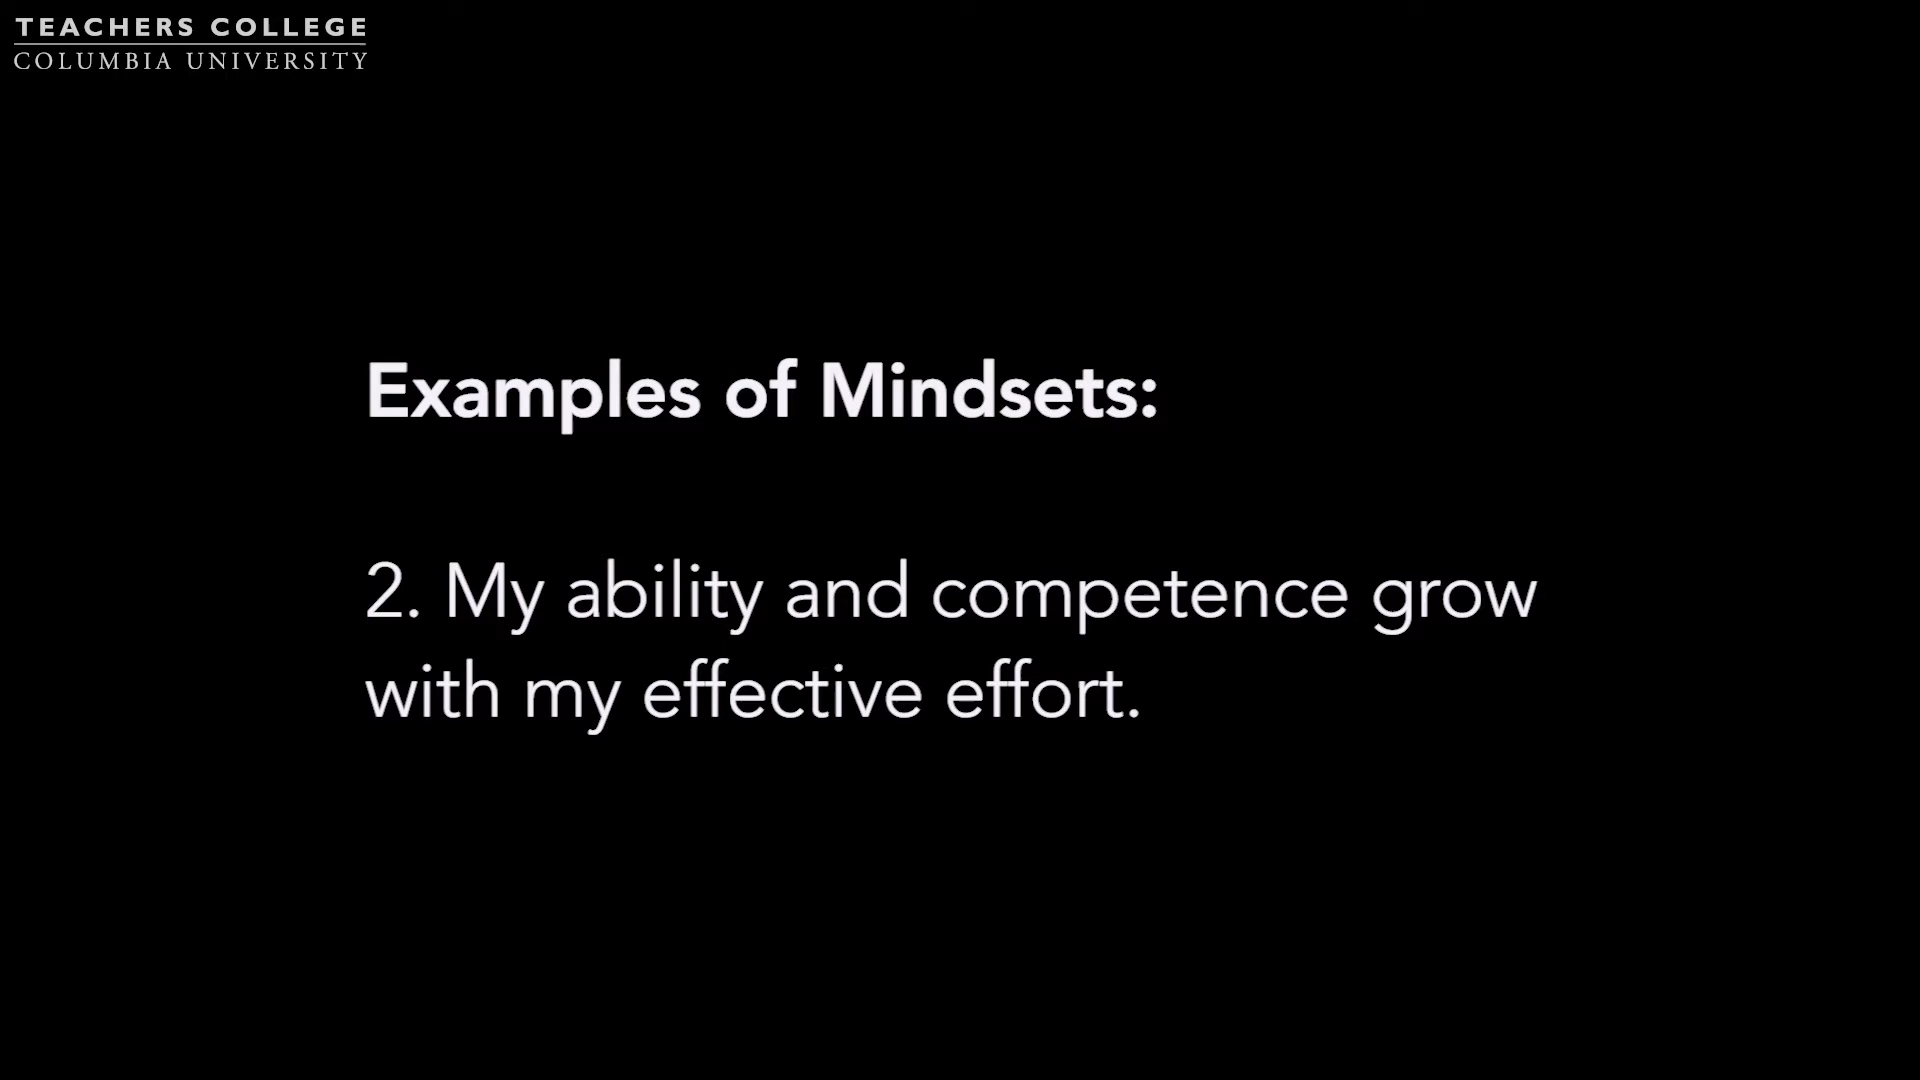 TEACHERS COLLEGE
COLUMBIA UNIVERSITY
Examples of Mindsets:
2. My ability and competence grow
with my effective effort.